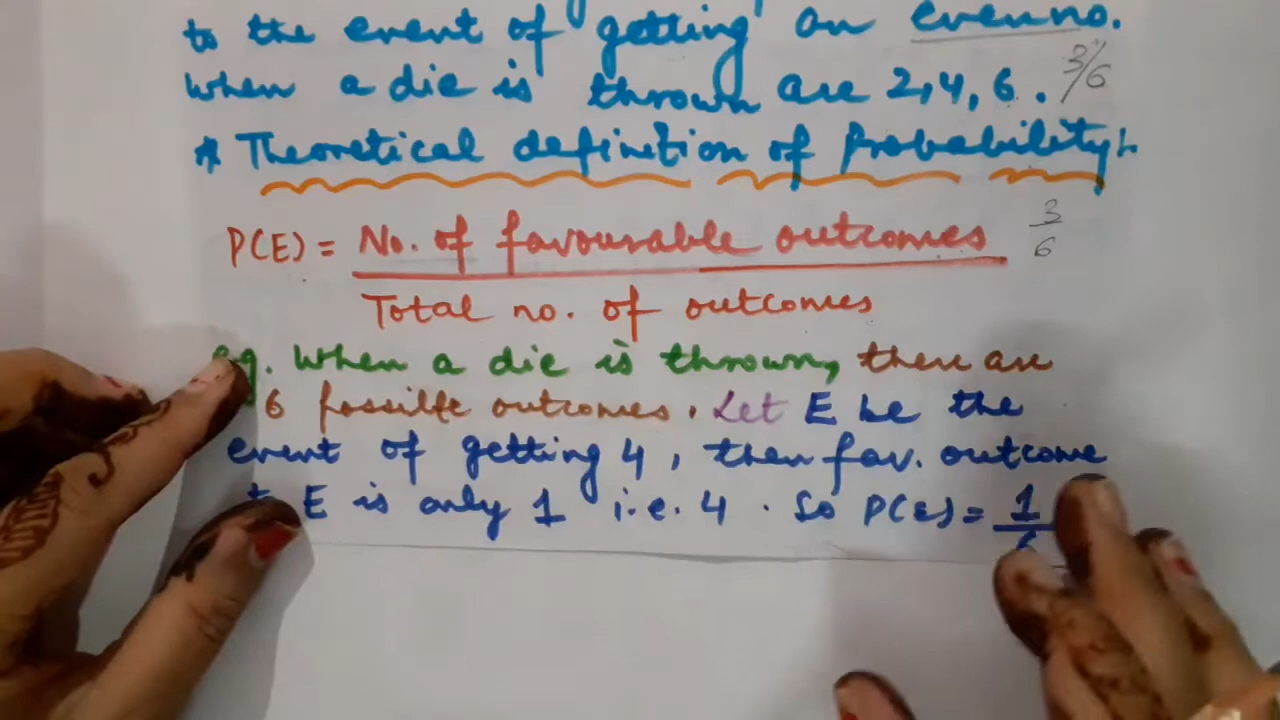 to the event of getting an even no.
when a die is thrown are 2,4,6. 3/6
* Theoretical definition of Probability:-
P(E) = No. of favourable outcomes 3/6
Total no. of outcomes
eg. When a die is thrown, there are
6 possible outcomes. Let E be the
event of getting 4, then fav. outcome
to E is only 1 i.e. 4. So P(E) = 1/6